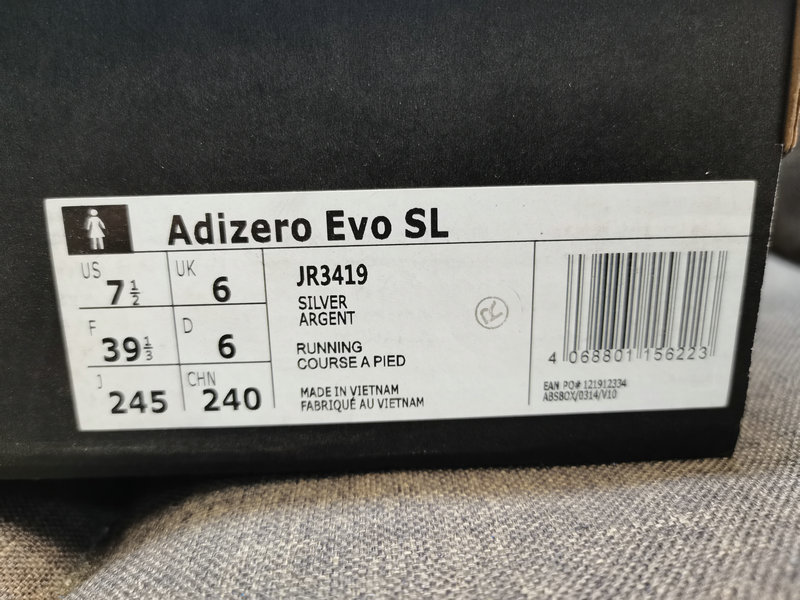 Adizero Evo SL
US 7 1/2
UK 6
F 39 1/3
D 6
J 245
CHN 240
JR3419
SILVER
ARGENT
RUNNING
COURSE A PIED
MADE IN VIETNAM
FABRIQUÉ AU VIETNAM
4 068801 156223
EAN PO# 121912334
ABSBOX/0314/V10